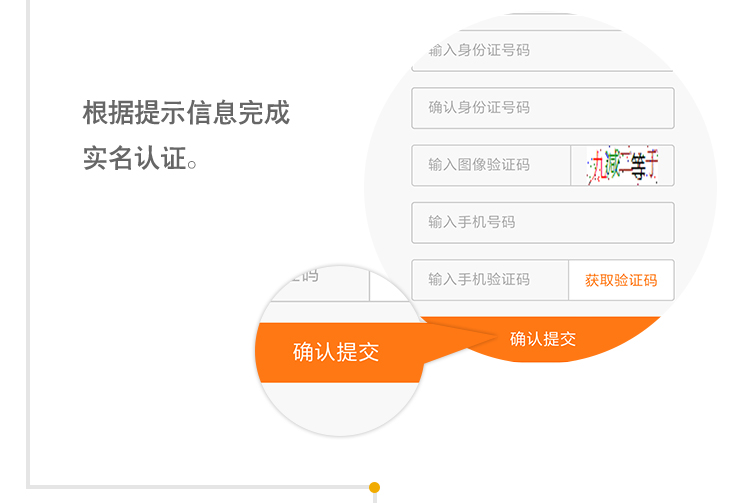 根据提示信息完成
实名认证。
输入身份证号码
确认身份证号码
输入图像验证码
九减二等于
输入手机号码
输入手机验证码
获取验证码
确认提交
证码
确认提交